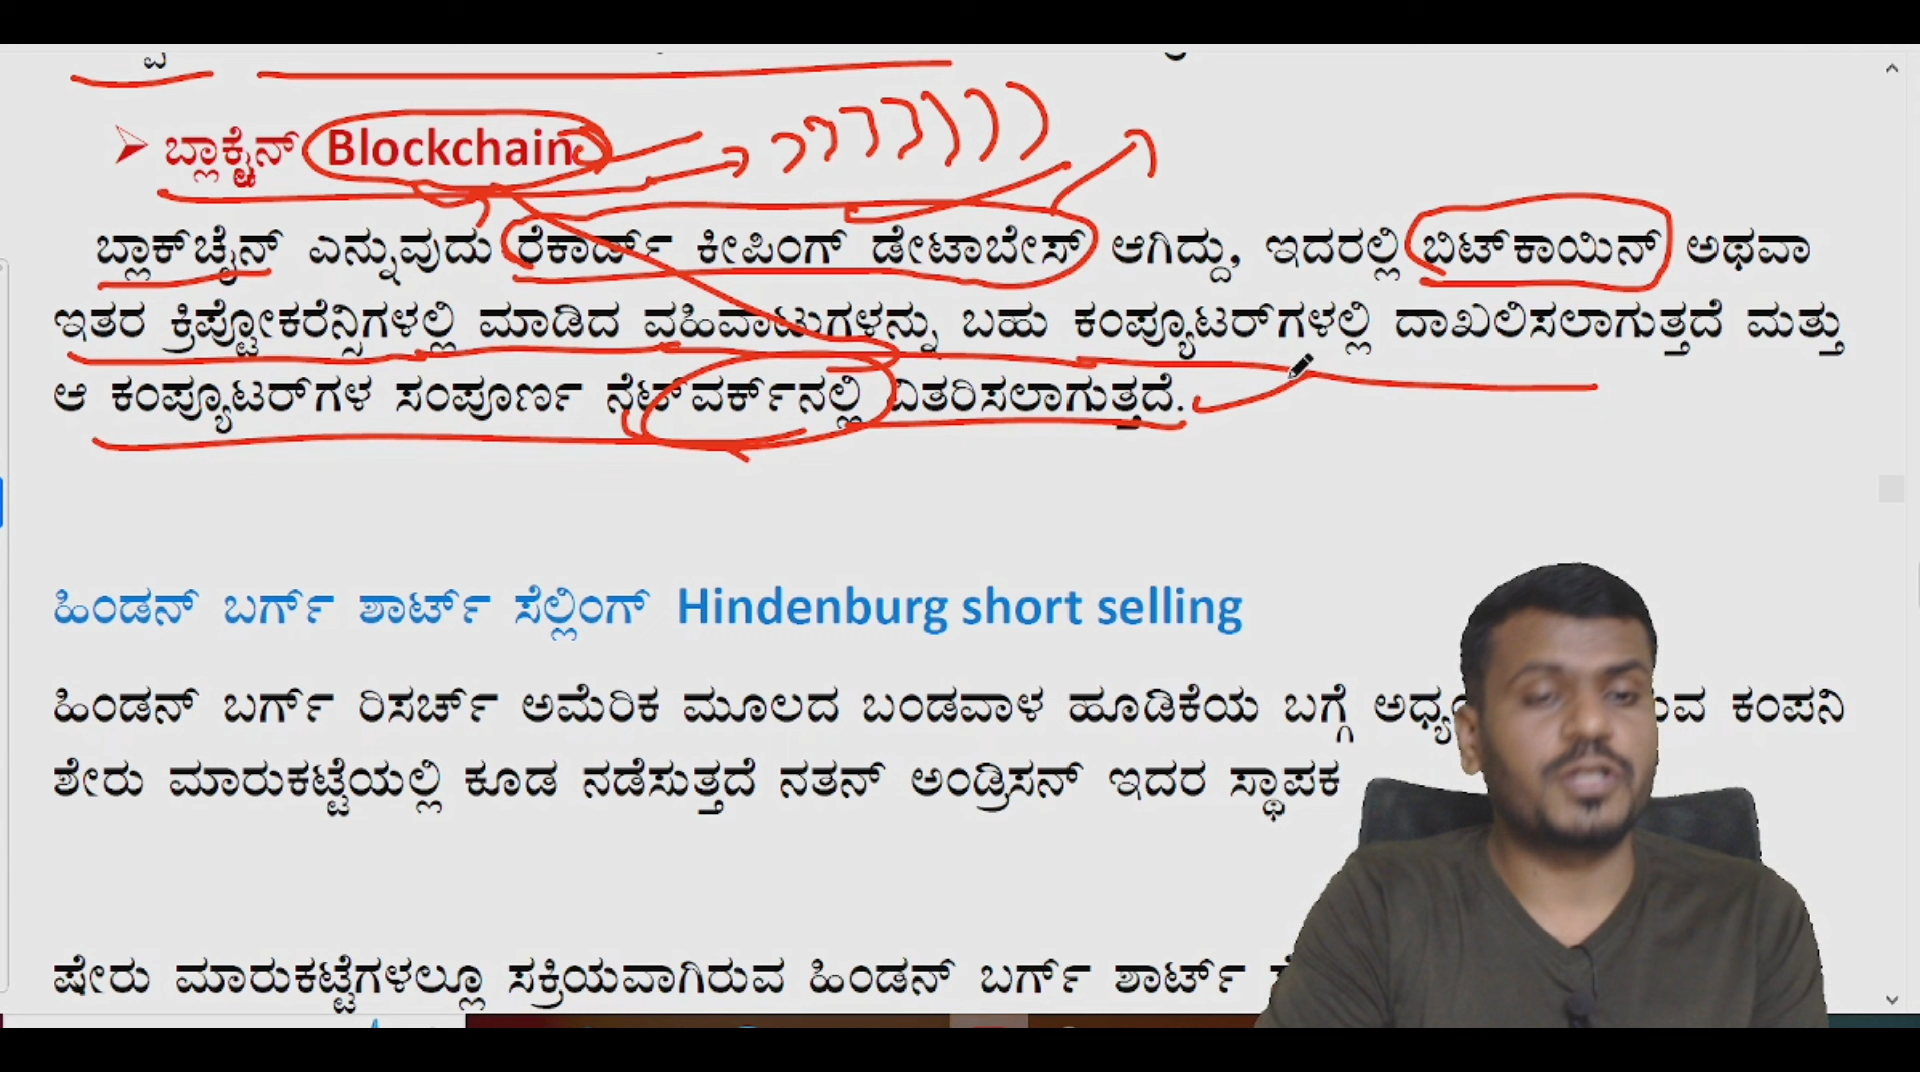 ಬ್ಲಾಕ್ಚೈನ್ Blockchain
ಬ್ಲಾಕ್‌ಚೈನ್ ಎನ್ನುವುದು ರೆಕಾರ್ಡ್ ಕೀಪಿಂಗ್ ಡೇಟಾಬೇಸ್ ಆಗಿದ್ದು, ಇದರಲ್ಲಿ ಬಿಟ್‌ಕಾಯಿನ್ ಅಥವಾ
ಇತರ ಕ್ರಿಪ್ಟೋಕರೆನ್ಸಿಗಳಲ್ಲಿ ಮಾಡಿದ ವಹಿವಾಟುಗಳನ್ನು ಬಹು ಕಂಪ್ಯೂಟರ್‌ಗಳಲ್ಲಿ ದಾಖಲಿಸಲಾಗುತ್ತದೆ ಮತ್ತು
ಆ ಕಂಪ್ಯೂಟರ್‌ಗಳ ಸಂಪೂರ್ಣ ನೆಟ್‌ವರ್ಕ್‌ನಲ್ಲಿ ವಿತರಿಸಲಾಗುತ್ತದೆ.
ಹಿಂಡನ್ ಬರ್ಗ್ ಶಾರ್ಟ್ ಸೆಲ್ಲಿಂಗ್ Hindenburg short selling
ಹಿಂಡನ್ ಬರ್ಗ್ ರಿಸರ್ಚ್ ಅಮೆರಿಕ ಮೂಲದ ಬಂಡವಾಳ ಹೂಡಿಕೆಯ ಬಗ್ಗೆ ಕಂಪನಿ
ಶೇರು ಮಾರುಕಟ್ಟೆಯಲ್ಲಿ ಕೂಡ ನಡೆಸುತ್ತದೆ ನತನ್ ಅಂಡ್ರಿಸನ್ ಇದರ ಸ್ಥಾಪಕ
ಷೇರು ಮಾರುಕಟ್ಟೆಗಳಲ್ಲೂ ಸಕ್ರಿಯವಾಗಿರುವ ಹಿಂಡನ್ ಬರ್ಗ್ ಶಾರ್ಟ್